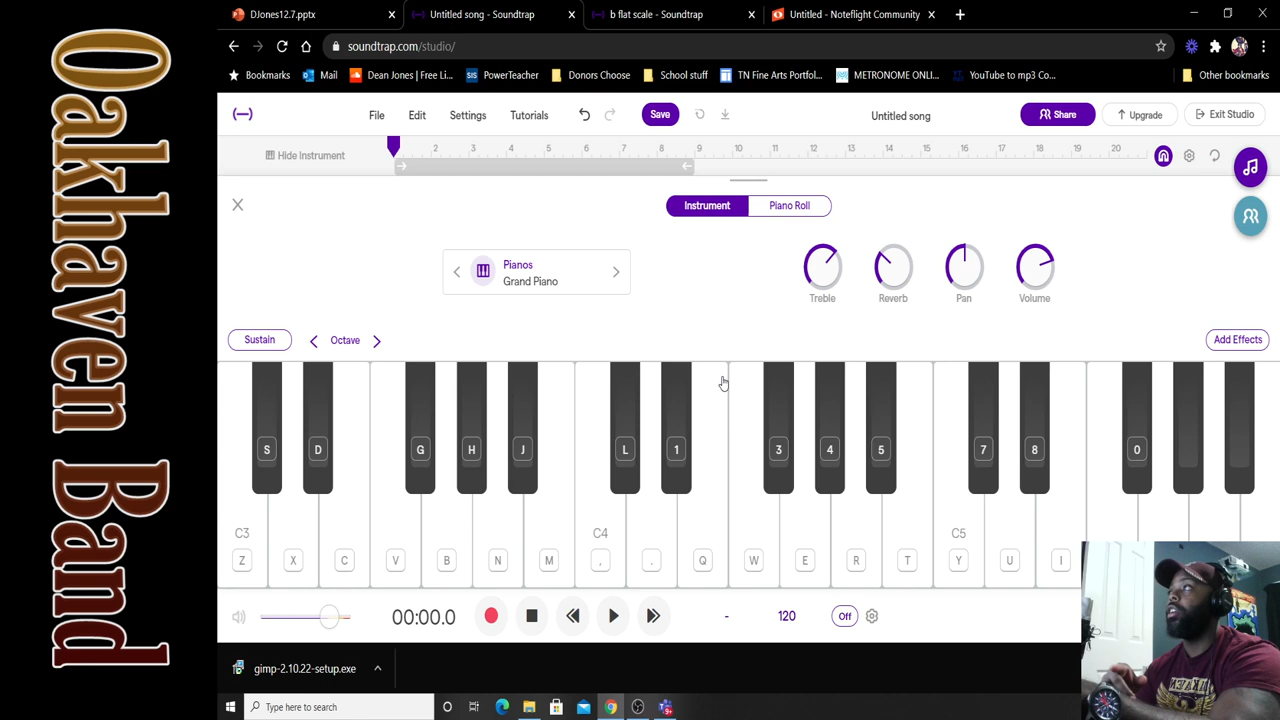 Oakhaven Band
DJones12.7.pptx
Untitled song - Soundtrap
b flat scale - Soundtrap
Untitled - Noteflight Community
soundtrap.com/studio/
Bookmarks
Mail
Dean Jones | Free Li...
SIS PowerTeacher
Donors Choose
School stuff
TN Fine Arts Portfol...
METRONOME ONLI...
YouTube to mp3 Co...
Other bookmarks
File
Edit
Settings
Tutorials
Save
Untitled song
Share
Upgrade
Exit Studio
Hide Instrument
2 3 4 5 6 7 8 9 10 11 12 13 14 15 16 17 18 19 20
Instrument
Piano Roll
Pianos
Grand Piano
Treble
Reverb
Pan
Volume
Sustain
Octave
Add Effects
S D G H J L 1 3 4 5 7 8 0
C3 C4 C5
Z X C V B N M , . Q W E R T Y U I
00:00.0
-
120
Off
gimp-2.10.22-setup.exe
Type here to search